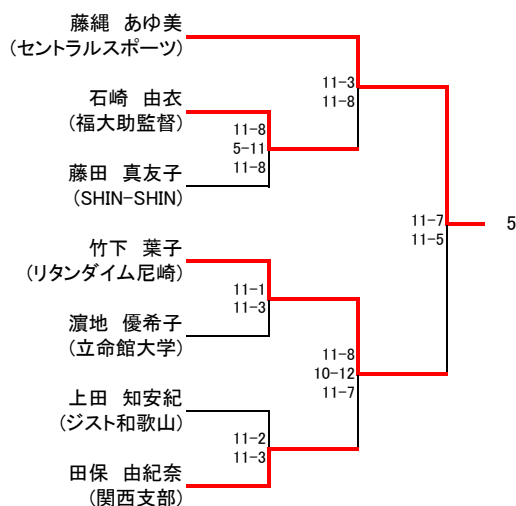 藤縄 あゆ美
(セントラルスポーツ)
11-3
11-8
石崎 由衣
(福大助監督)
11-8
5-11
11-8
藤田 真友子
(SHIN-SHIN)
11-7
11-5
5
竹下 葉子
(リタンダイム尼崎)
11-1
11-3
濵地 優希子
(立命館大学)
11-8
10-12
11-7
上田 知安紀
(ジスト和歌山)
11-2
11-3
田保 由紀奈
(関西支部)